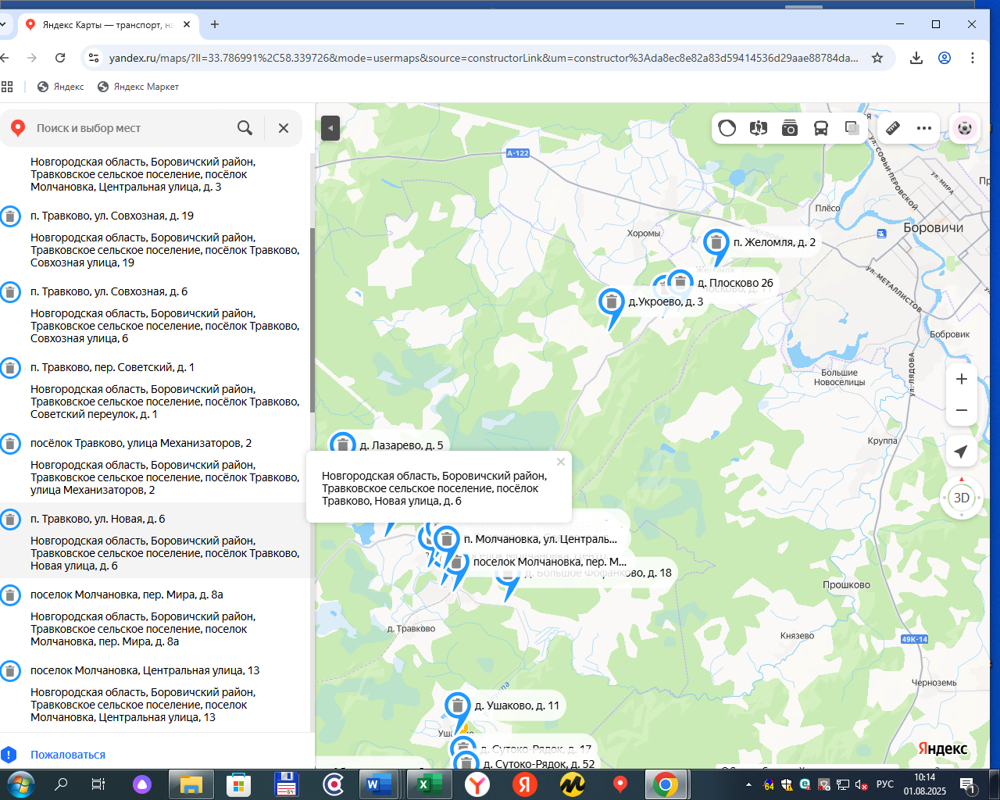 Яндекс Карты — транспорт, на
yandex.ru/maps/?ll=33.786991%2C58.339726&mode=usermaps&source=constructorLink&um=constructor%3Ada8ec8e82a83d59414536d29aae88784da...
Яндекс
Яндекс Маркет
Поиск и выбор мест
Новгородская область, Боровичский район,
Травковское сельское поселение, посёлок
Молчановка, Центральная улица, д. 3
п. Травково, ул. Совхозная, д. 19
Новгородская область, Боровичский район,
Травковское сельское поселение, посёлок Травково,
Совхозная улица, 19
п. Травково, ул. Совхозная, д. 6
Новгородская область, Боровичский район,
Травковское сельское поселение, посёлок Травково,
Совхозная улица, 6
п. Травково, пер. Советский, д. 1
Новгородская область, Боровичский район,
Травковское сельское поселение, посёлок Травково,
Советский переулок, д. 1
посёлок Травково, улица Механизаторов, 2
Новгородская область, Боровичский район,
Травковское сельское поселение, посёлок Травково,
улица Механизаторов, 2
п. Травково, ул. Новая, д. 6
Новгородская область, Боровичский район,
Травковское сельское поселение, посёлок Травково,
Новая улица, д. 6
поселок Молчановка, пер. Мира, д. 8а
Новгородская область, Боровичский район,
Травковское сельское поселение, поселок
Молчановка, пер. Мира, д. 8а
поселок Молчановка, Центральная улица, 13
Новгородская область, Боровичский район,
Травковское сельское поселение, поселок
Молчановка, Центральная улица, 13
Пожаловаться
А-122
ул. СОФЬИ ПЕРОВСКОЙ
ул. МИРА
Плёсо
Боровичи
Хоромы
п. Желомля, д. 2
д. Плосково 26
д.Укроево, д. 3
ул. МЕТАЛЛИСТОВ
Бобровик
ул. ЛЯДОВА
Большие
Новоселицы
Круппа
3D
д. Лазарево, д. 5
Новгородская область, Боровичский район,
Травковское сельское поселение, посёлок
Травково, Новая улица, д. 6
п. Молчановка, ул. Централь...
поселок Молчановка, пер. М...
д. Большое Форанково, д. 18
Прошково
д. Травково
Князево
49К-14
Черноземь
д. Ушаково, д. 11
д. Сутоко-Рядок, д. 17
д. Сутоко-Рядок, д. 52
Яндекс
64
РУС
10:14
01.08.2025
1